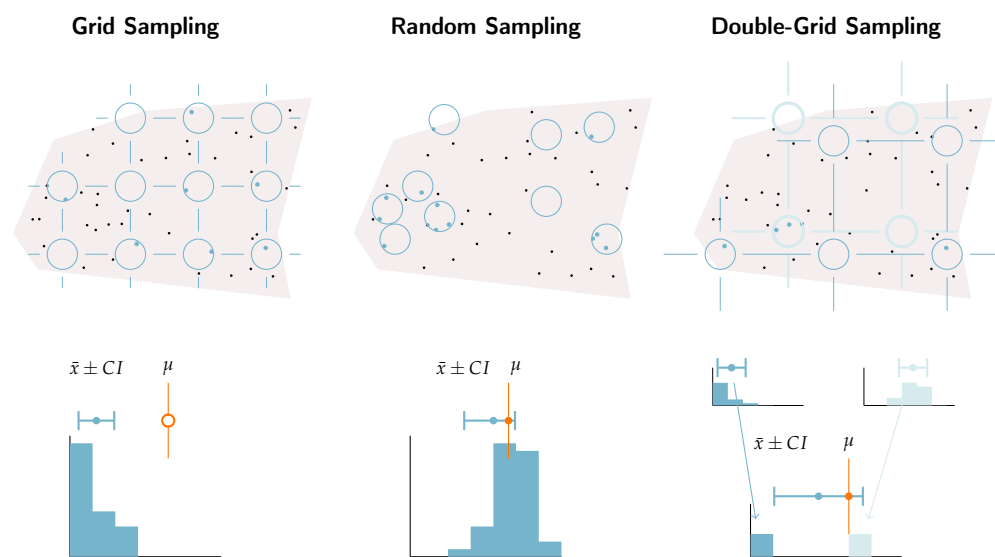 Grid Sampling
Random Sampling
Double-Grid Sampling
x̄ ± CI
μ
x̄ ± CI
μ
x̄ ± CI
μ